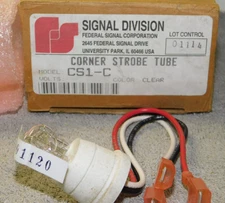 SIGNAL DIVISION
FEDERAL SIGNAL CORPORATION
2645 FEDERAL SIGNAL DRIVE
UNIVERSITY PARK, IL 60466 USA
LOT CONTROL
CORNER STROBE TUBE
MODEL CS1-C
VOLTS COLOR CLEAR
1120